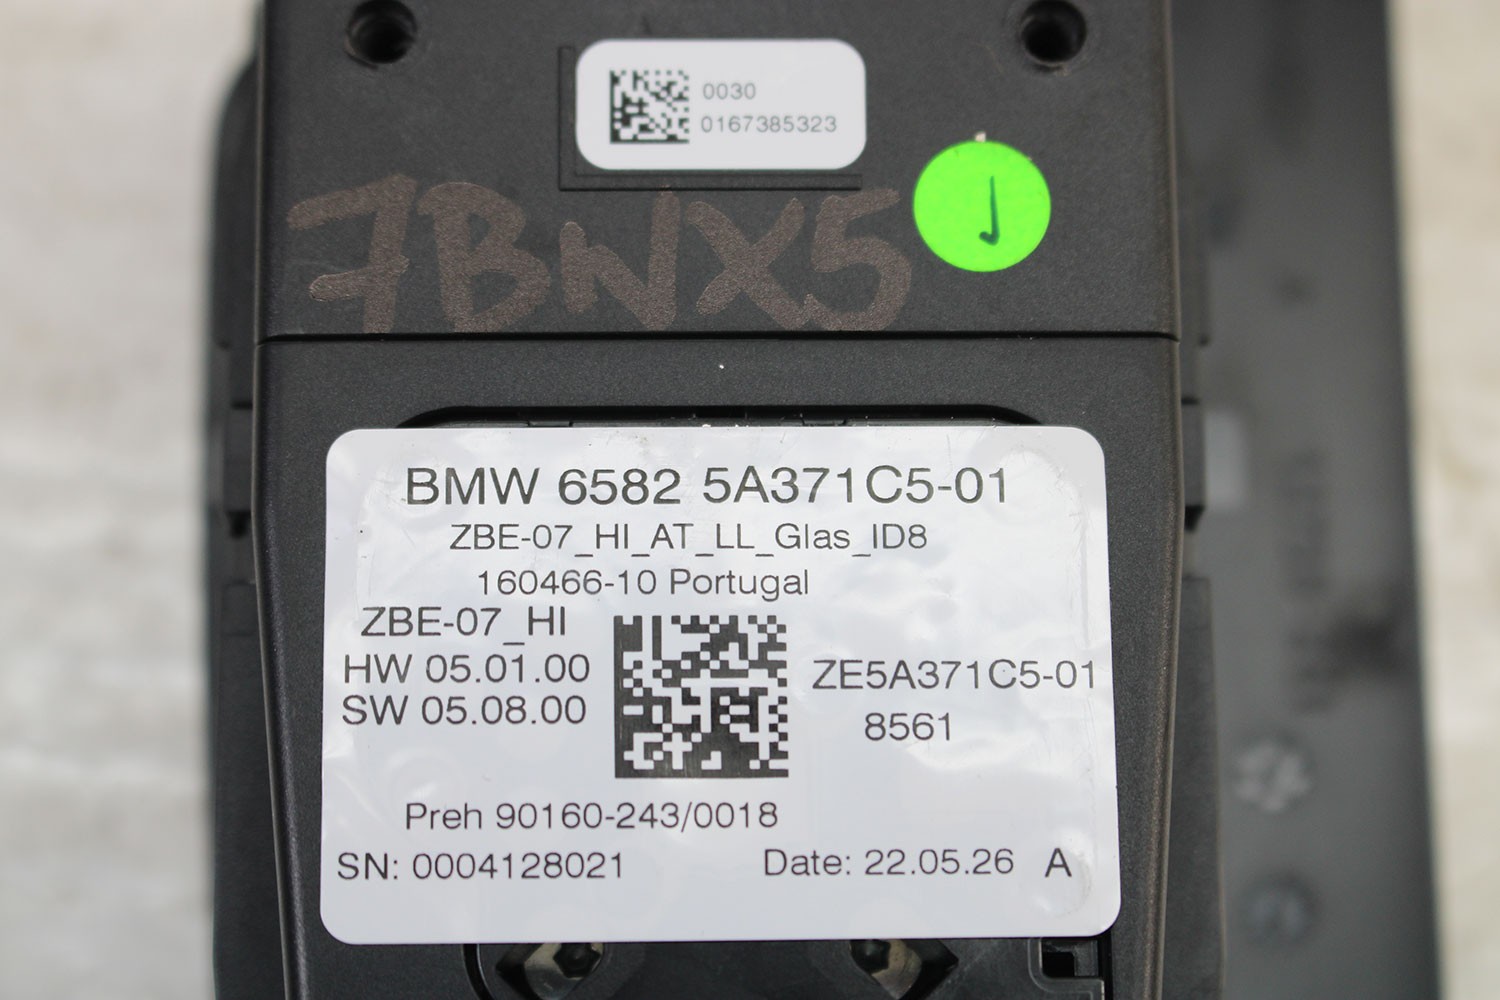 0030
0167385323
7BNX5
BMW 6582 5A371C5-01
ZBE-07_HI_AT_LL_Glas_ID8
160466-10 Portugal
ZBE-07_HI
HW 05.01.00
SW 05.08.00
ZE5A371C5-01
8561
Preh 90160-243/0018
SN: 0004128021
Date: 22.05.26 A